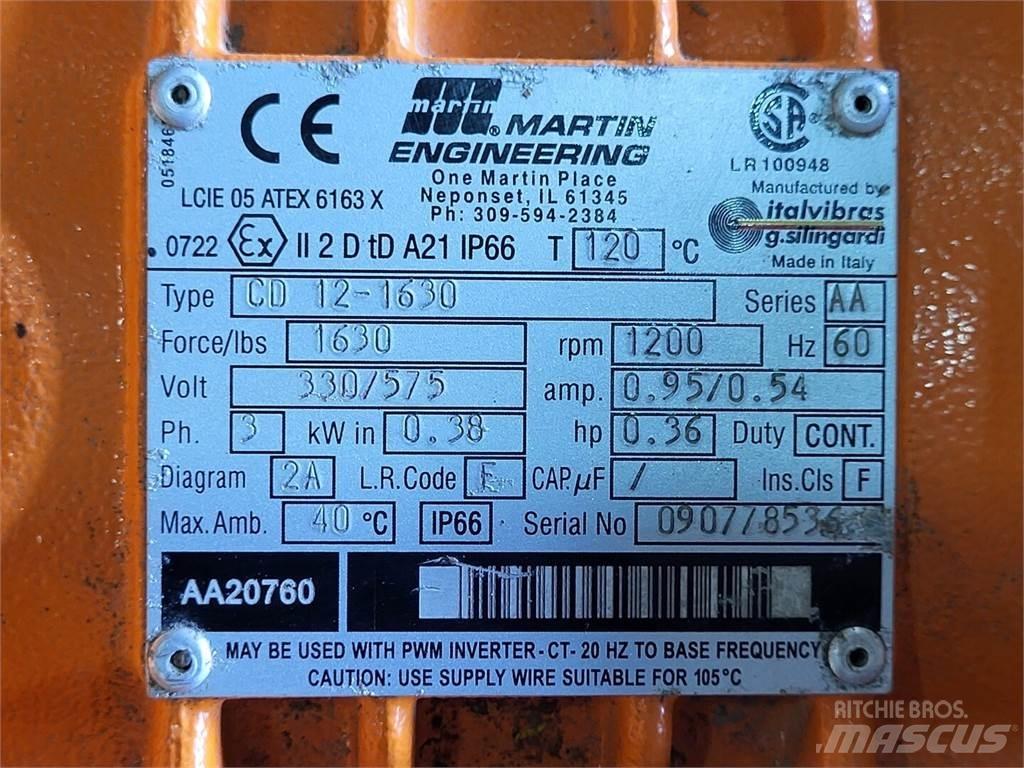 051846
CE
martin
® MARTIN
ENGINEERING
One Martin Place
Neponset, IL 61345
Ph: 309-594-2384
SA
LR 100948
Manufactured by
italvibras
g.silingardi
Made in Italy
LCIE 05 ATEX 6163 X
0722 Ex II 2 D tD A21 IP66 T 120 °C
Type CD 12-1630 Series AA
Force/lbs 1630 rpm 1200 Hz 60
Volt 330/575 amp. 0.95/0.54
Ph. 3 kW in 0.38 hp 0.36 Duty CONT.
Diagram 2A L.R.Code E CAP.µF / Ins.Cls F
Max.Amb. 40 °C IP66 Serial No
AA20760
MAY BE USED WITH PWM INVERTER-CT- 20 HZ TO BASE FREQUENCY
CAUTION: USE SUPPLY WIRE SUITABLE FOR 105°C
RITCHIE BROS.
MASCUS